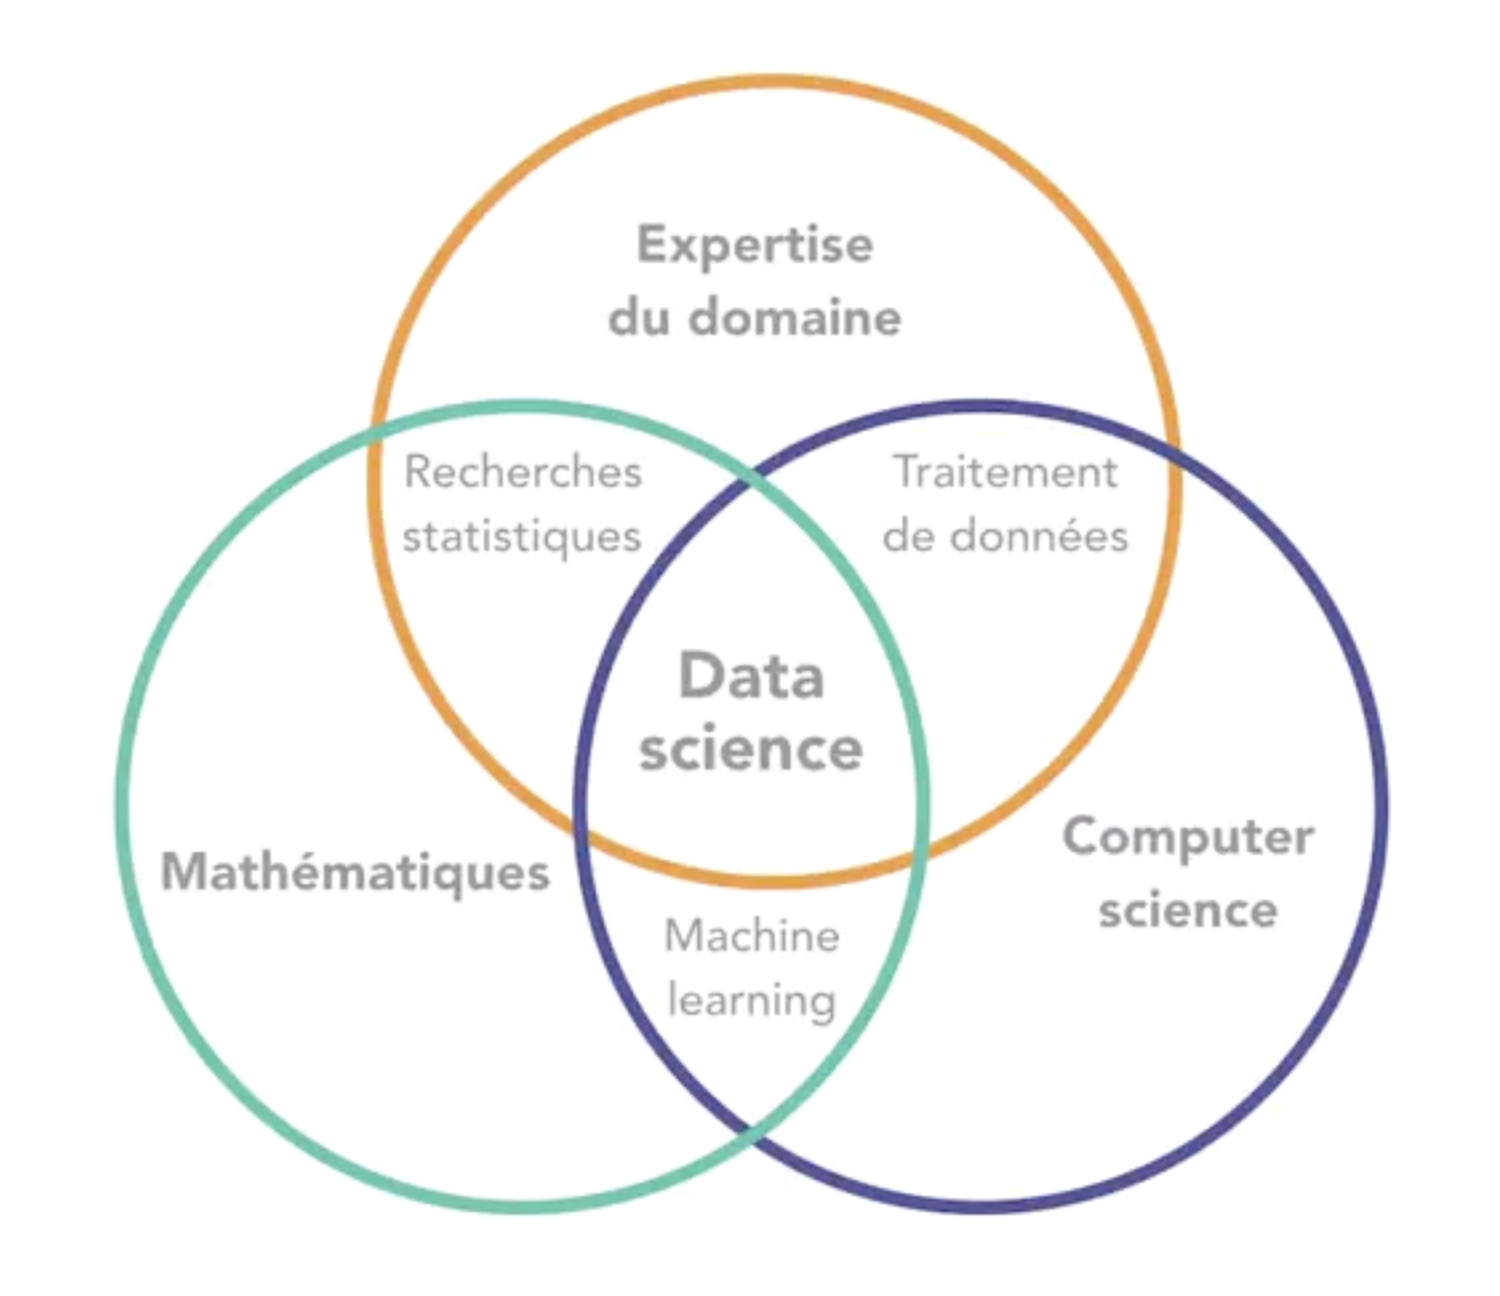 Expertise
du domaine
Recherches
statistiques
Traitement
de données
Data
science
Mathématiques
Computer
science
Machine
learning